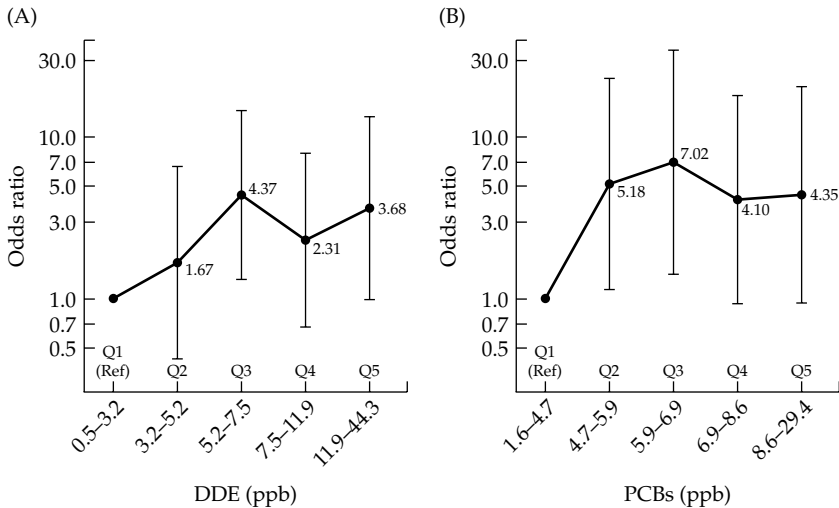 (A)
30.0
10.0
7.0
5.0
3.0
1.0
0.7
0.5
Odds ratio
4.37
3.68
2.31
1.67
Q1
(Ref) Q2 Q3 Q4 Q5
0.5–3.2 3.2–5.2 5.2–7.5 7.5–11.9 11.9–44.3
DDE (ppb)
(B)
30.0
10.0
7.0
5.0
3.0
1.0
0.7
0.5
Odds ratio
7.02
5.18
4.10
4.35
Q1
(Ref) Q2 Q3 Q4 Q5
1.6–4.7 4.7–5.9 5.9–6.9 6.9–8.6 8.6–29.4
PCBs (ppb)